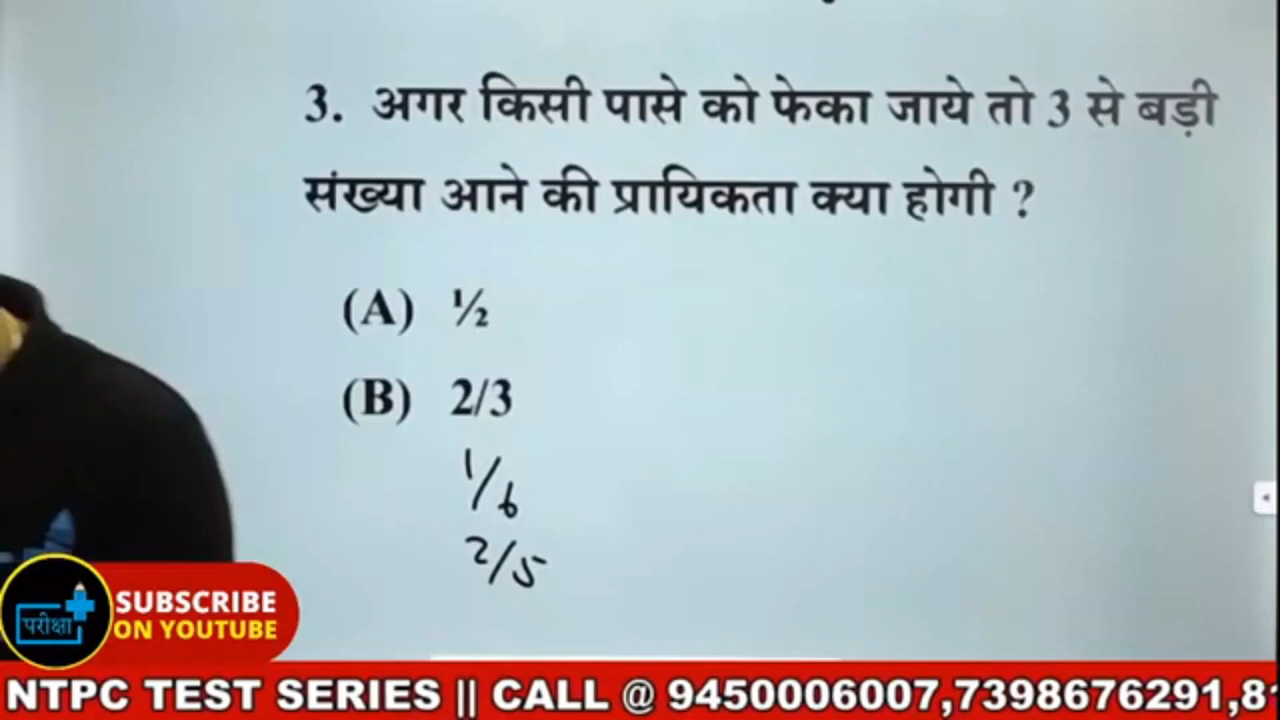 3. अगर किसी पासे को फेका जाये तो 3 से बड़ी
संख्या आने की प्रायिकता क्या होगी ?
(A) ½
(B) 2/3
1/6
2/5
परीक्षा
SUBSCRIBE
ON YOUTUBE
NTPC TEST SERIES || CALL @ 9450006007,7398676291,81